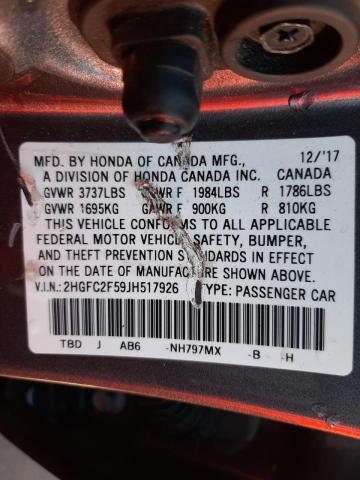 MFD. BY HONDA OF CANADA MFG., 12/'17
A DIVISION OF HONDA CANADA INC. CANADA
GVWR 3737LBS GAWR F 1984LBS R 1786LBS
GVWR 1695KG GAWR F 900KG R 810KG
THIS VEHICLE CONFORMS TO ALL APPLICABLE
FEDERAL MOTOR VEHICLE SAFETY, BUMPER,
AND THEFT PREVENTION STANDARDS IN EFFECT
ON THE DATE OF MANUFACTURE SHOWN ABOVE.
V.I.N.: 2HGFC2F59JH517926 TYPE: PASSENGER CAR
TBD J AB6 -NH797MX -B -H